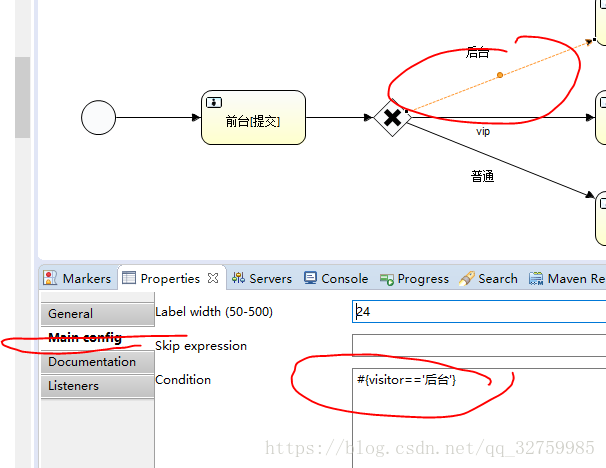 后台
前台[提交]
vip
普通
Markers
Properties
Servers
Console
Progress
Search
Maven Re
General
Main config
Documentation
Listeners
Label width (50-500)
24
Skip expression
Condition
#{visitor=='后台'}
https://blog.csdn.net/qq_32759985